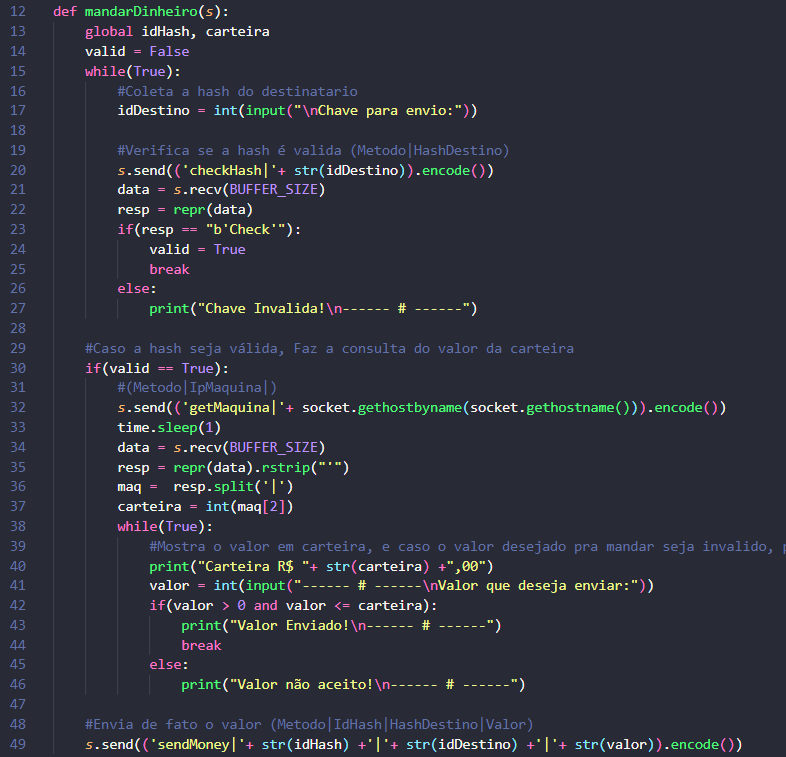 12 def mandarDinheiro(s):
13     global idHash, carteira
14     valid = False
15     while(True):
16         #Coleta a hash do destinatario
17         idDestino = int(input("\nChave para envio:"))
18
19         #Verifica se a hash é valida (Metodo|HashDestino)
20         s.send(('checkHash|'+ str(idDestino)).encode())
21         data = s.recv(BUFFER_SIZE)
22         resp = repr(data)
23         if(resp == "b'Check'"):
24             valid = True
25             break
26         else:
27             print("Chave Invalida!\n------ # ------")
28
29     #Caso a hash seja válida, Faz a consulta do valor da carteira
30     if(valid == True):
31         #(Metodo|IpMaquina|)
32         s.send(('getMaquina|'+ socket.gethostbyname(socket.gethostname())).encode())
33         time.sleep(1)
34         data = s.recv(BUFFER_SIZE)
35         resp = repr(data).rstrip("'")
36         maq =  resp.split('|')
37         carteira = int(maq[2])
38         while(True):
39             #Mostra o valor em carteira, e caso o valor desejado pra mandar seja invalido,
40             print("Carteira R$ "+ str(carteira) +",00")
41             valor = int(input("------ # ------\nValor que deseja enviar:"))
42             if(valor > 0 and valor <= carteira):
43                 print("Valor Enviado!\n------ # ------")
44                 break
45             else:
46                 print("Valor não aceito!\n------ # ------")
47
48     #Envia de fato o valor (Metodo|IdHash|HashDestino|Valor)
49     s.send(('sendMoney|'+ str(idHash) +'|'+ str(idDestino) +'|'+ str(valor)).encode())